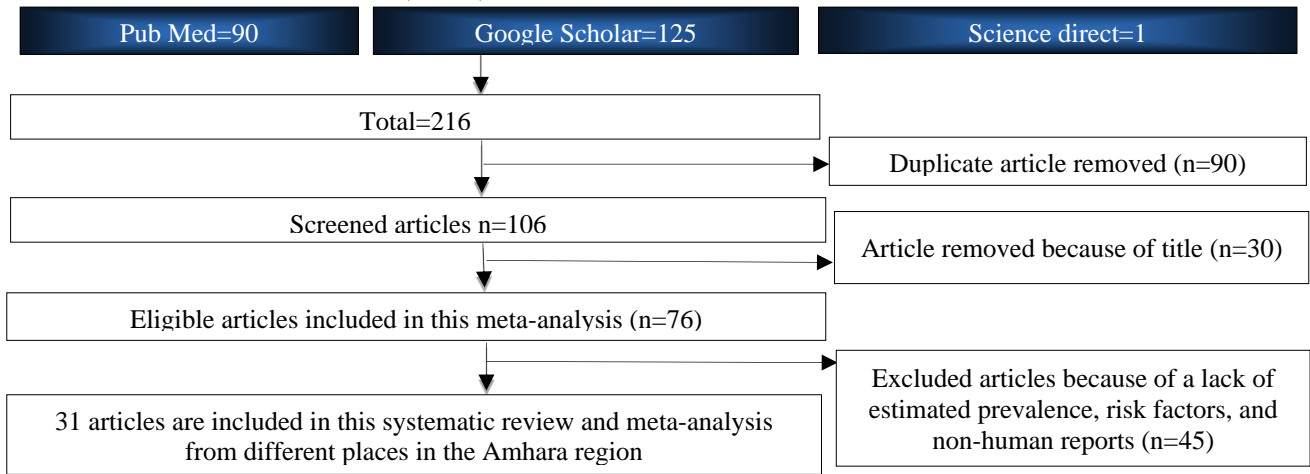 Pub Med=90
Google Scholar=125
Science direct=1
Total=216
Duplicate article removed (n=90)
Screened articles n=106
Article removed because of title (n=30)
Eligible articles included in this meta-analysis (n=76)
Excluded articles because of a lack of
estimated prevalence, risk factors, and
non-human reports (n=45)
31 articles are included in this systematic review and meta-analysis
from different places in the Amhara region